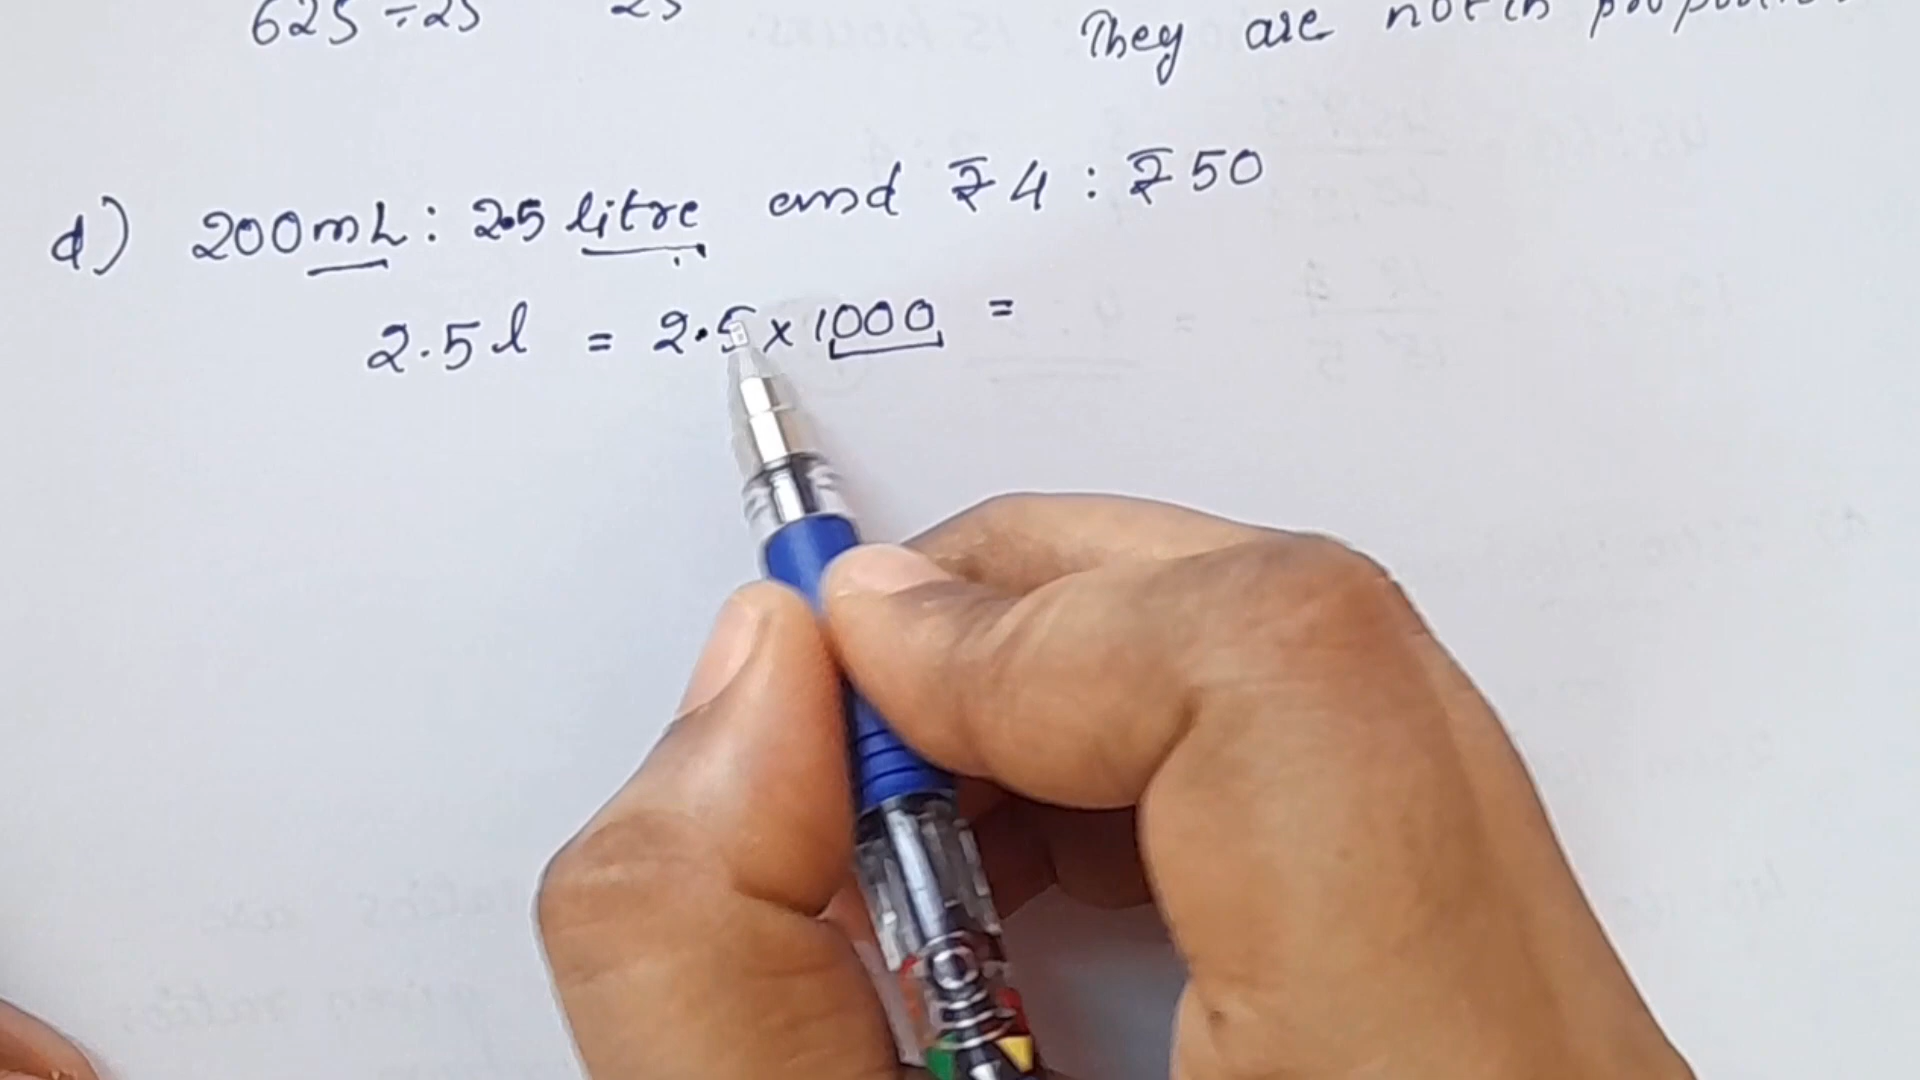 625 ÷ 25 25
They are not in
d) 200 mL : 2.5 litre and ₹ 4 : ₹ 50
2.5 l = 2.5 x 1000 =